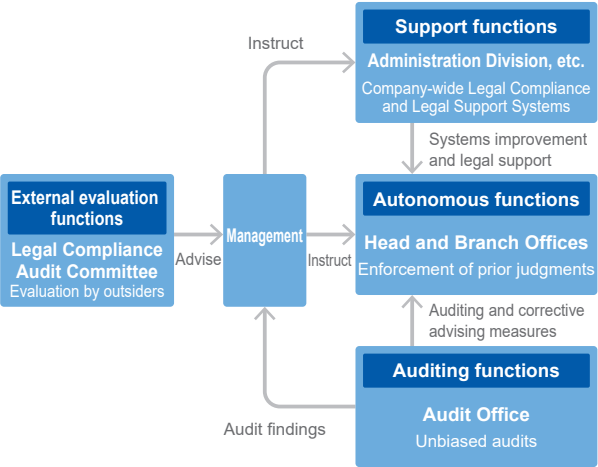 Support functions
Administration Division, etc.
Company-wide Legal Compliance
and Legal Support Systems
Instruct
Systems improvement
and legal support
External evaluation
functions
Legal Compliance
Audit Committee
Evaluation by outsiders
Advise
Management
Instruct
Autonomous functions
Head and Branch Offices
Enforcement of prior judgments
Auditing and corrective
advising measures
Auditing functions
Audit Office
Unbiased audits
Audit findings